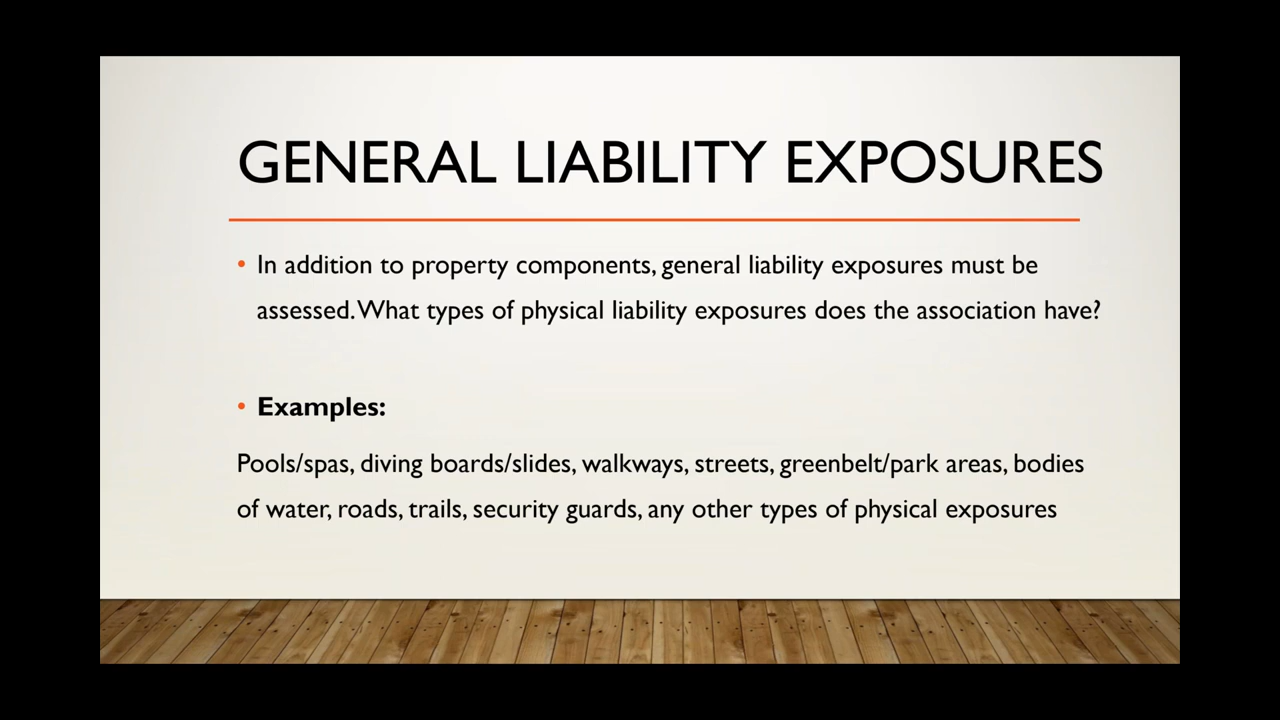 GENERAL LIABILITY EXPOSURES
• In addition to property components, general liability exposures must be
assessed. What types of physical liability exposures does the association have?
• Examples:
Pools/spas, diving boards/slides, walkways, streets, greenbelt/park areas, bodies
of water, roads, trails, security guards, any other types of physical exposures